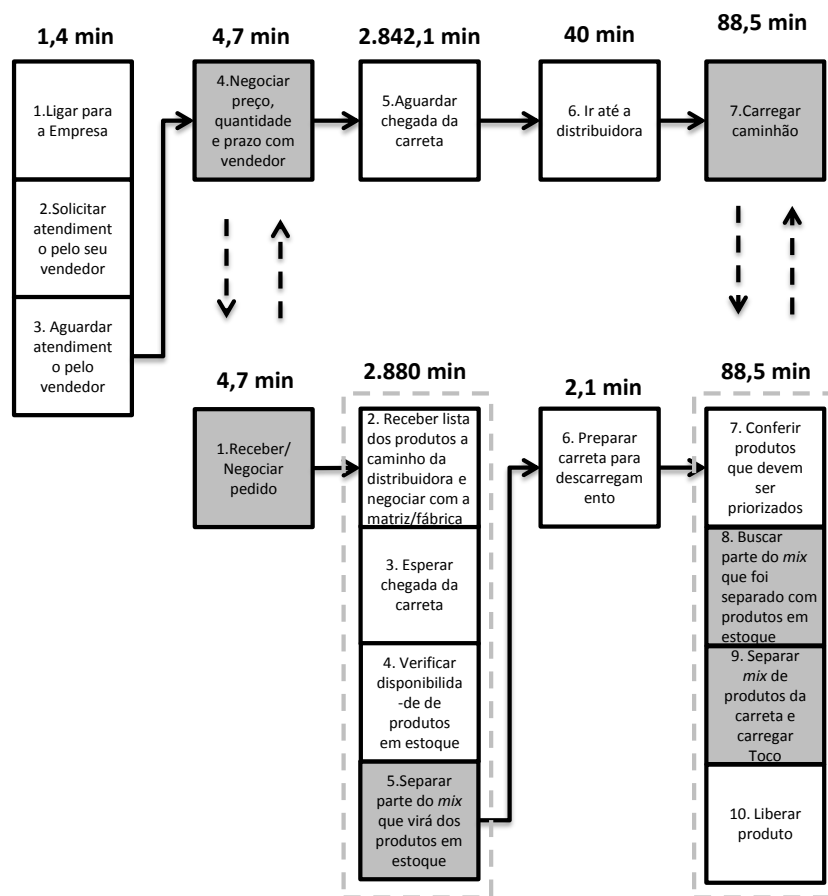 1,4 min
4,7 min
2.842,1 min
40 min
88,5 min
1.Ligar para
a Empresa
2.Solicitar
atendiment
o pelo seu
vendedor
3. Aguardar
atendiment
o pelo
vendedor
4.Negociar
preço,
quantidade
e prazo com
vendedor
5.Aguardar
chegada da
carreta
6. Ir até a
distribuidora
7.Carregar
caminhão
4,7 min
2.880 min
2,1 min
88,5 min
1.Receber/
Negociar
pedido
2. Receber lista
dos produtos a
caminho da
distribuidora e
negociar com a
matriz/fábrica
3. Esperar
chegada da
carreta
4. Verificar
disponibilida
-de de
produtos
em estoque
5.Separar
parte do mix
que virá dos
produtos em
estoque
6. Preparar
carreta para
descarregam
ento
7. Conferir
produtos
que devem
ser
priorizados
8. Buscar
parte do mix
que foi
separado com
produtos em
estoque
9. Separar
mix de
produtos da
carreta e
carregar
Toco
10. Liberar
produto